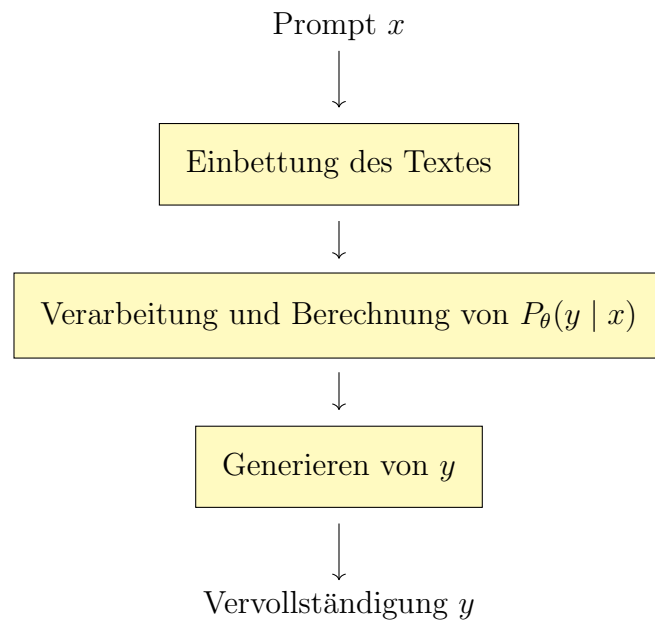 Prompt x
Einbettung des Textes
Verarbeitung und Berechnung von P_θ(y | x)
Generieren von y
Vervollständigung y